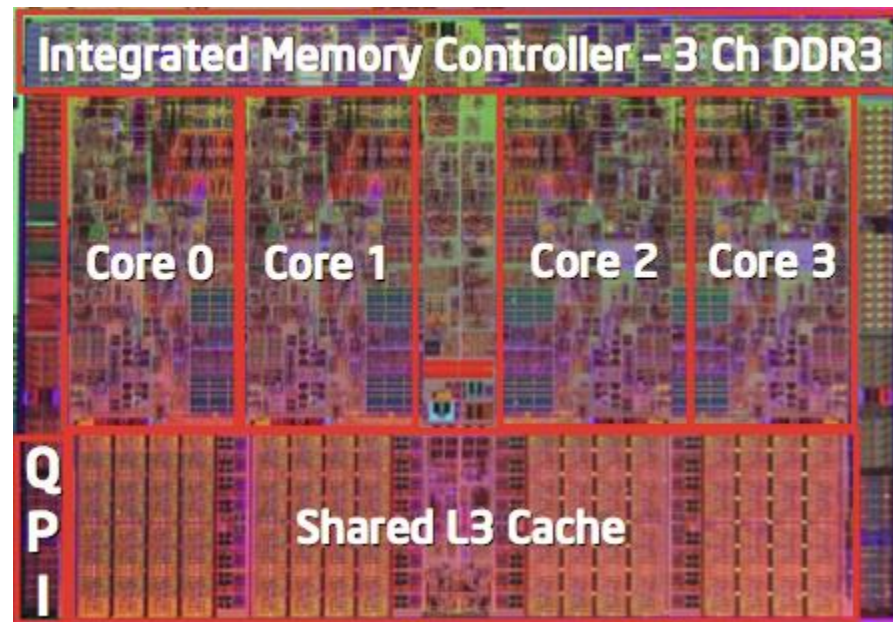 Integrated Memory Controller - 3 Ch DDR3
Core 0
Core 1
Core 2
Core 3
Q
P
I
Shared L3 Cache